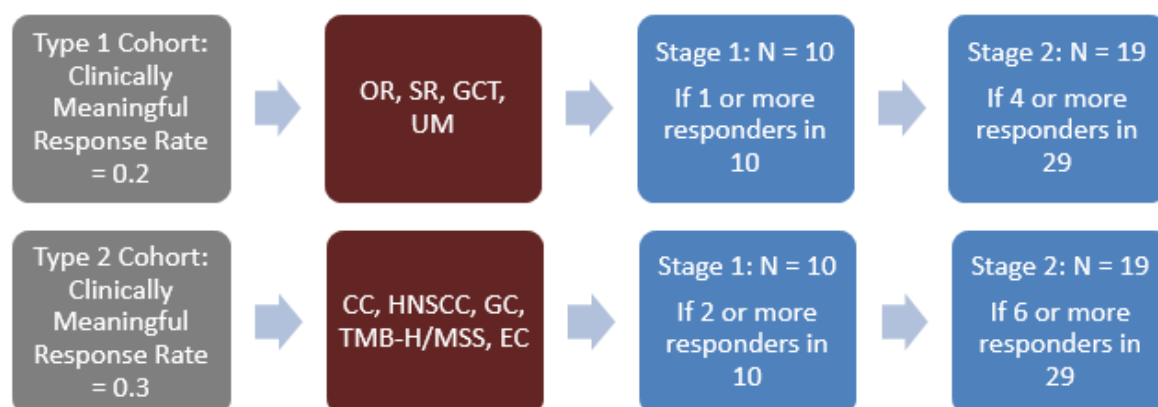 Type 1 Cohort:
Clinically
Meaningful
Response Rate
= 0.2
OR, SR, GCT,
UM
Stage 1: N = 10
If 1 or more
responders in
10
Stage 2: N = 19
If 4 or more
responders in
29
Type 2 Cohort:
Clinically
Meaningful
Response Rate
= 0.3
CC, HNSCC, GC,
TMB-H/MSS, EC
Stage 1: N = 10
If 2 or more
responders in
10
Stage 2: N = 19
If 6 or more
responders in
29